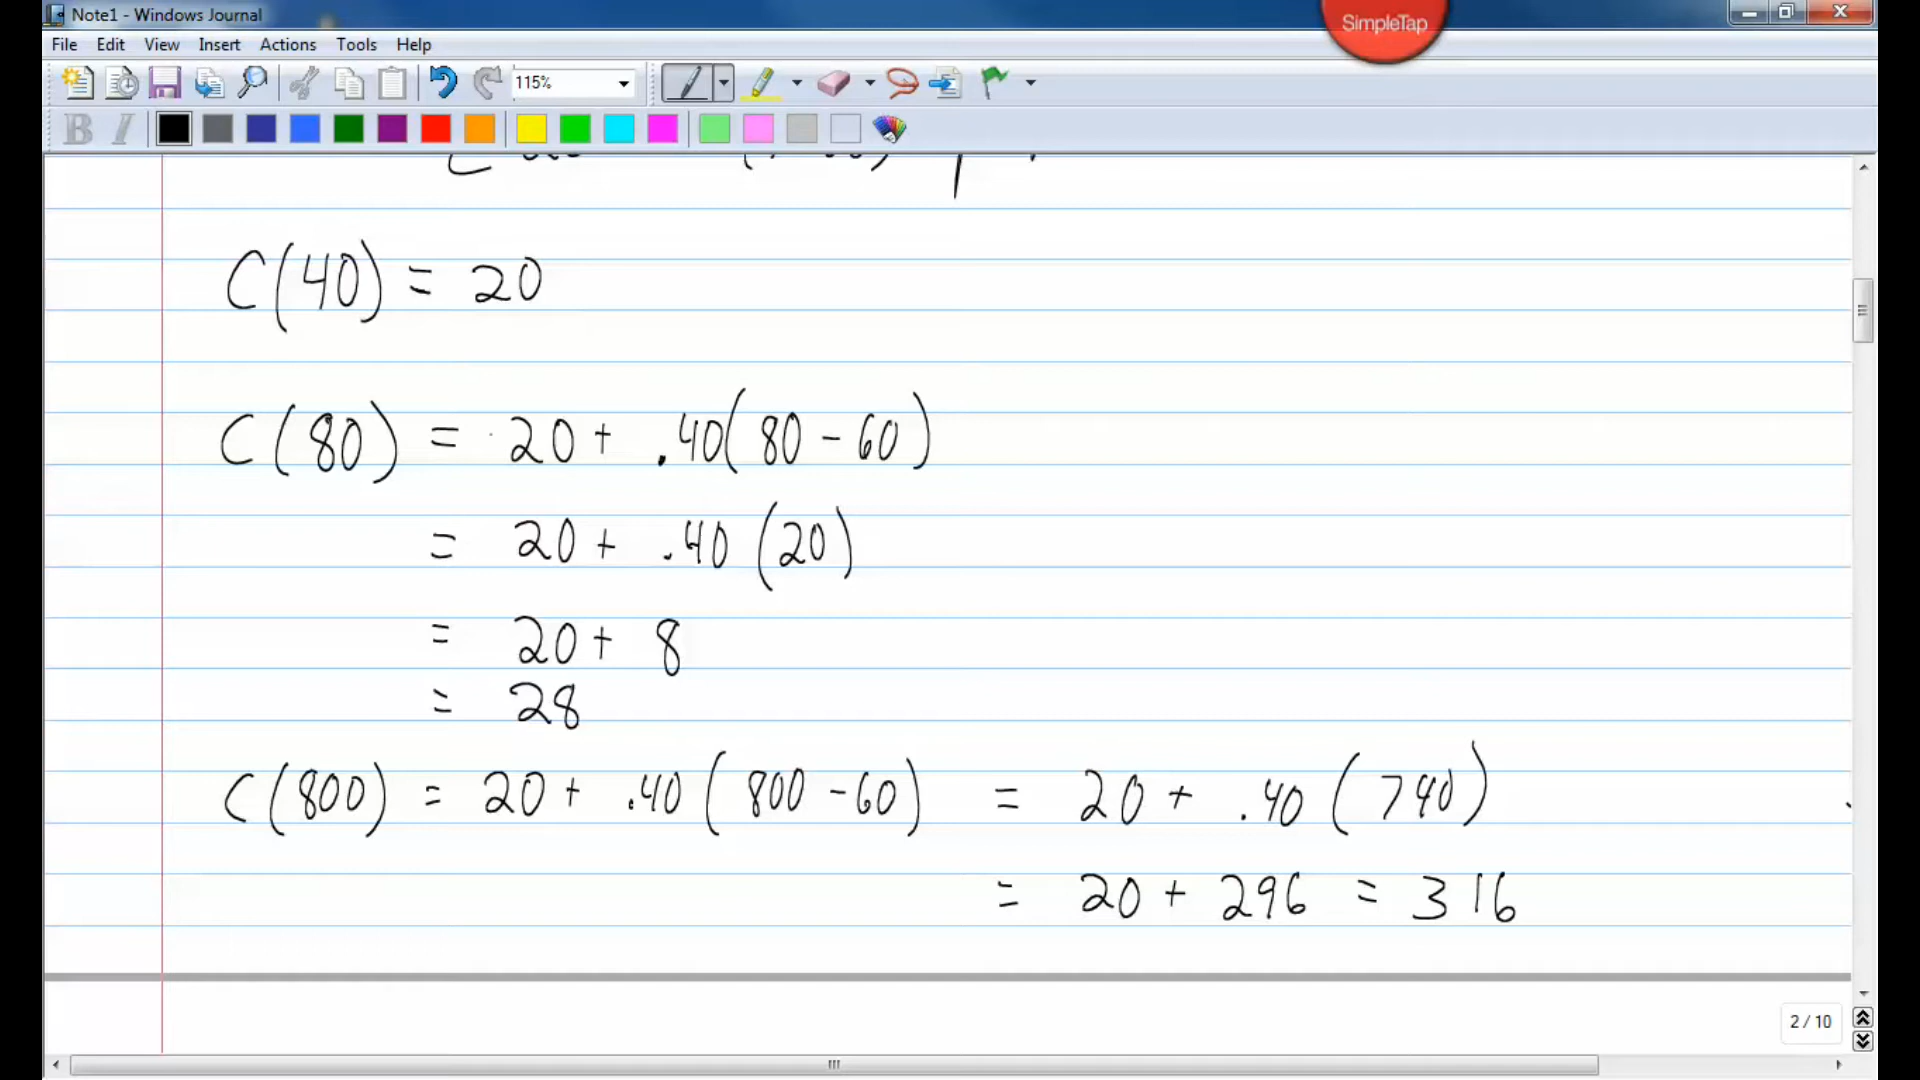 Note1 - Windows Journal
SimpleTap
File Edit View Insert Actions Tools Help
115%
B I
C(40) = 20
C(80) = 20 + .40(80 - 60)
= 20 + .40 (20)
= 20 + 8
= 28
C(800) = 20 + .40 (800 - 60) = 20 + .40 (740)
= 20 + 296 = 316
2 / 10